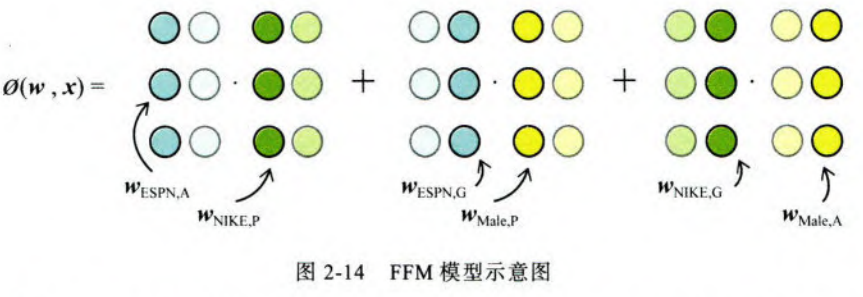 Ø(w , x) = · + · + ·
w_ESPN,A
w_NIKE,P
w_ESPN,G
w_Male,P
w_NIKE,G
w_Male,A
图 2-14 FFM 模型示意图